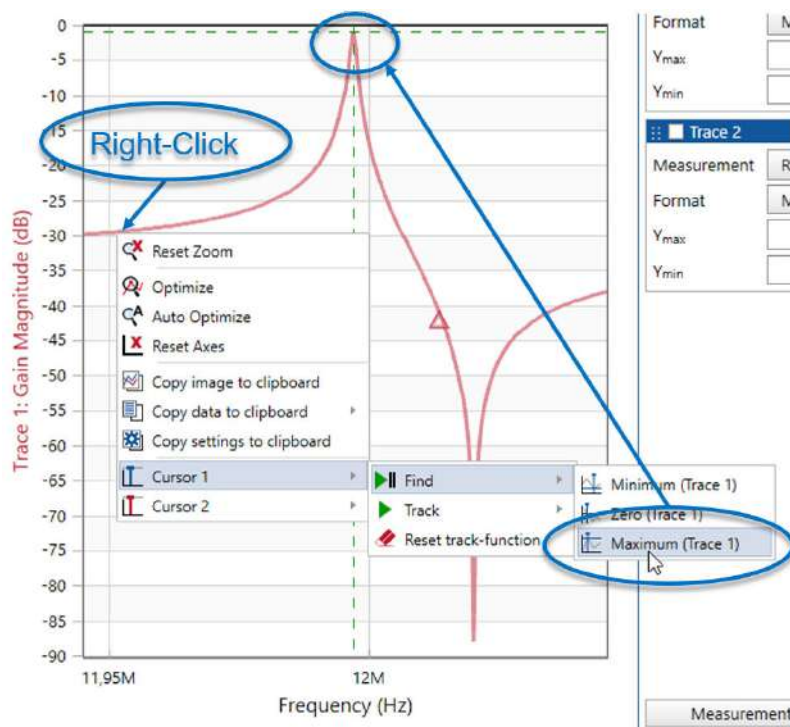 0
-5
-10
-15
-20
-25
-30
-35
-40
-45
-50
-55
-60
-65
-70
-75
-80
-85
-90
Trace 1: Gain Magnitude (dB)
Right-Click
Reset Zoom
Optimize
Auto Optimize
Reset Axes
Copy image to clipboard
Copy data to clipboard
Copy settings to clipboard
Cursor 1
Cursor 2
Find
Track
Reset track-function
Minimum (Trace 1)
Zero (Trace 1)
Maximum (Trace 1)
11,95M
12M
Frequency (Hz)
Format M
Ymax
Ymin
Trace 2
Measurement R
Format M
Ymax
Ymin
Measurement